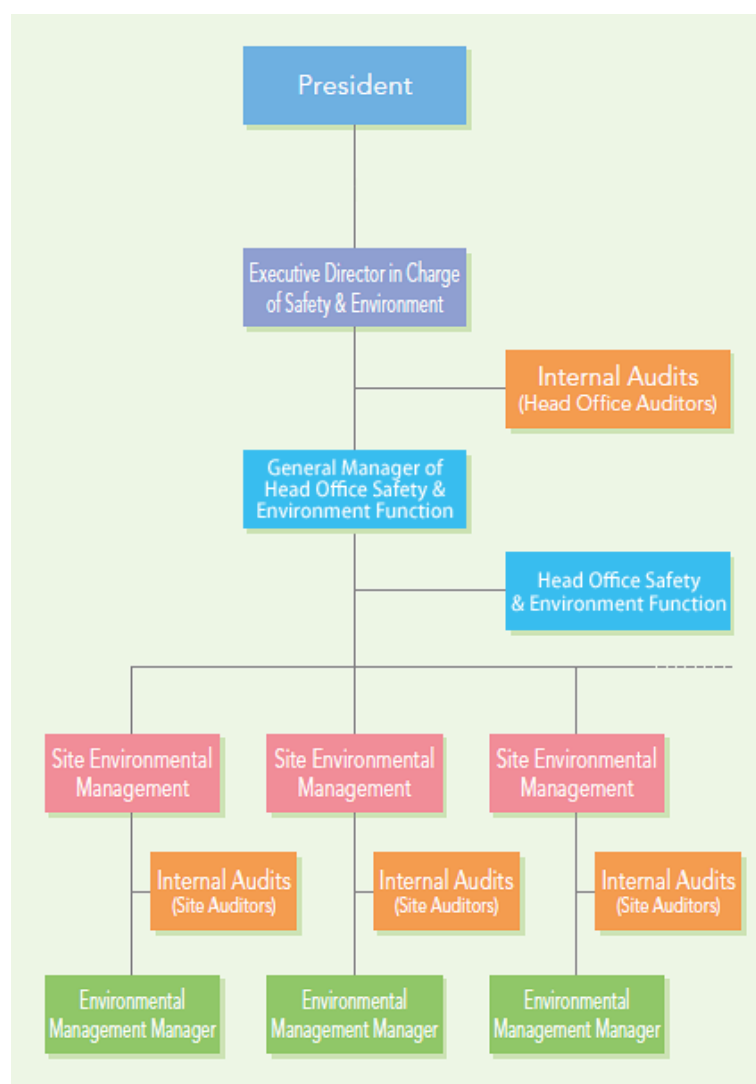 President
Executive Director in Charge
of Safety & Environment
Internal Audits
(Head Office Auditors)
General Manager of
Head Office Safety &
Environment Function
Head Office Safety
& Environment Function
Site Environmental
Management
Site Environmental
Management
Site Environmental
Management
Internal Audits
(Site Auditors)
Internal Audits
(Site Auditors)
Internal Audits
(Site Auditors)
Environmental
Management Manager
Environmental
Management Manager
Environmental
Management Manager